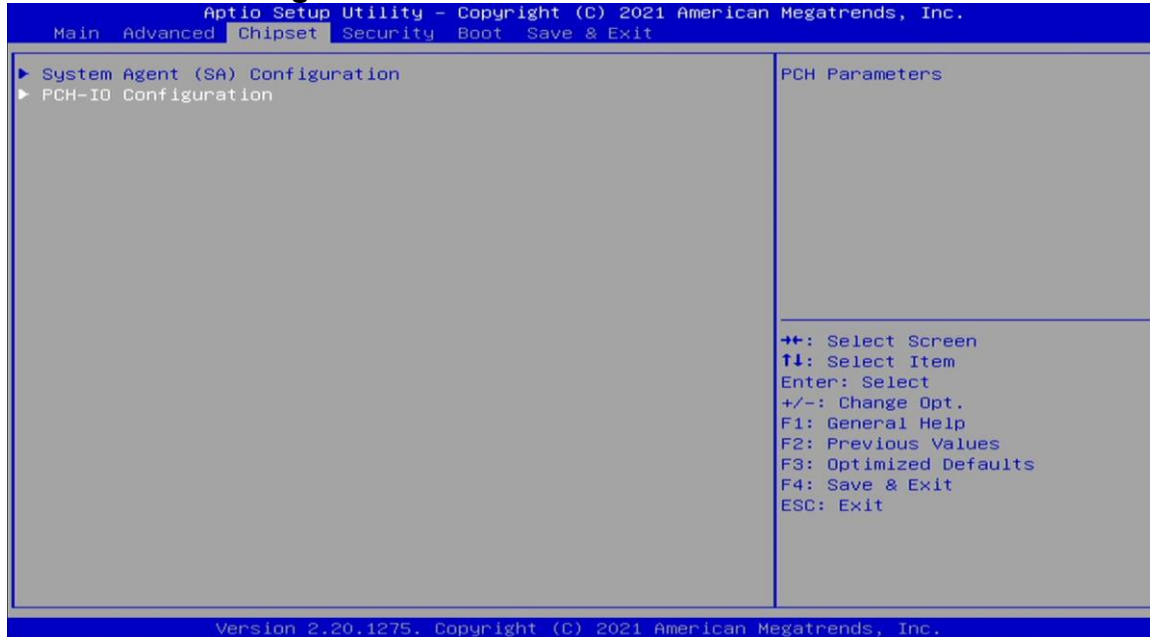 Aptio Setup Utility – Copyright (C) 2021 American Megatrends, Inc.
Main Advanced Chipset Security Boot Save & Exit
▶ System Agent (SA) Configuration
▶ PCH-IO Configuration
PCH Parameters
→←: Select Screen
↑↓: Select Item
Enter: Select
+/-: Change Opt.
F1: General Help
F2: Previous Values
F3: Optimized Defaults
F4: Save & Exit
ESC: Exit
Version 2.20.1275. Copyright (C) 2021 American Megatrends, Inc.